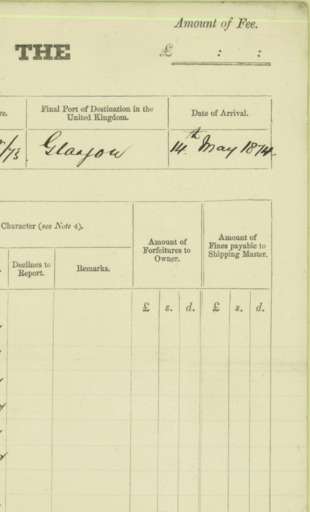 Amount of Fee.
THE
£ : :
re.
Final Port of Destination in the
United Kingdom.
Date of Arrival.
/73
Glasgow
14th May 1874.
Character (see Note 4).
Amount of
Forfeitures to
Owner.
Amount of
Fines payable to
Shipping Master.
Declines to
Report.
Remarks.
£ s. d. £ s. d.